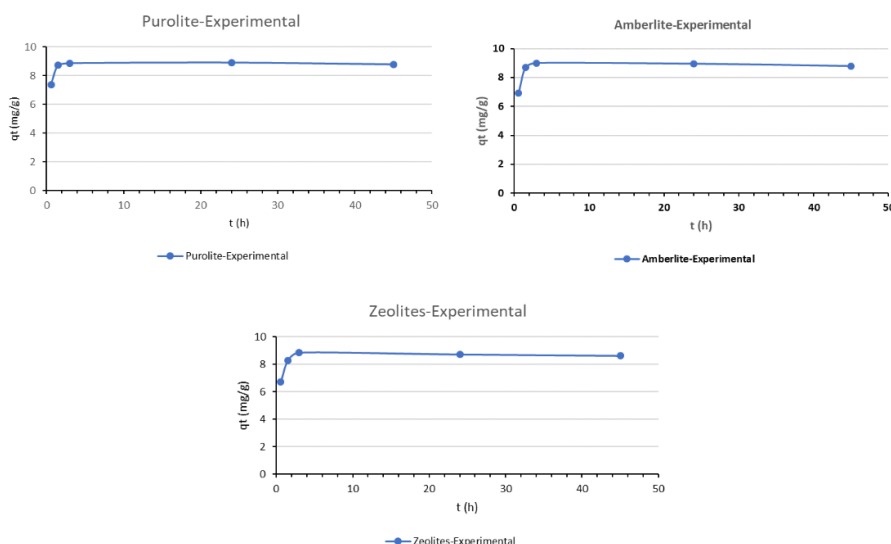 Purolite-Experimental
10
8
6
4
2
0
qt (mg/g)
0 10 20 30 40 50
t (h)
Purolite-Experimental
Amberlite-Experimental
10
8
6
4
2
0
qt (mg/g)
0 10 20 30 40 50
t (h)
Amberlite-Experimental
Zeolites-Experimental
10
8
6
4
2
0
qt (mg/g)
0 10 20 30 40 50
t (h)
Zeolites-Experimental